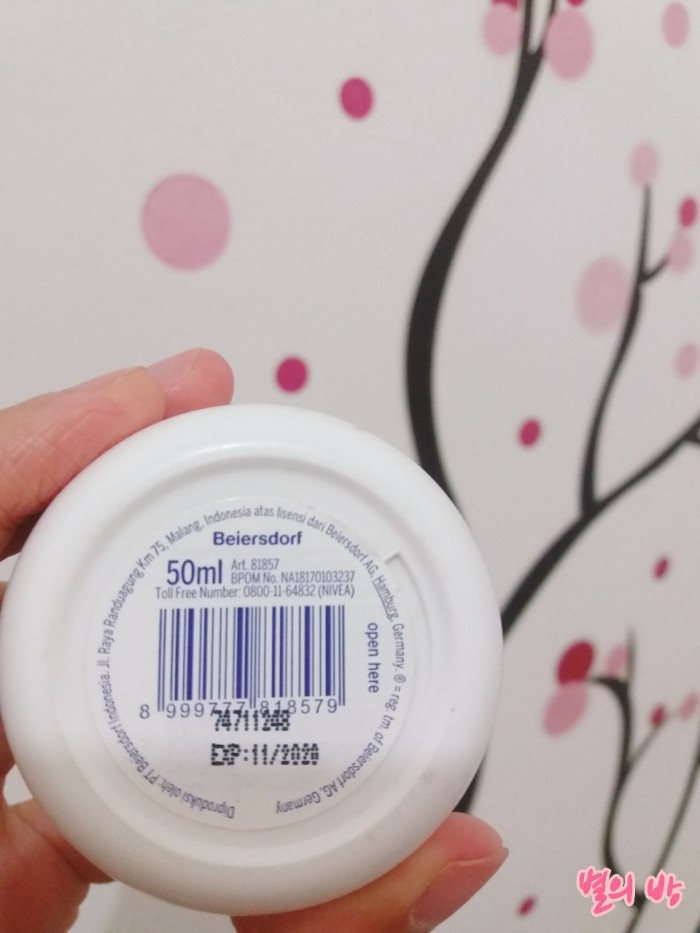 Beiersdorf
50ml
Art. 81857
BPOM No. NA18170103237
Toll Free Number: 0800-11-64832 (NIVEA)
8 999777 818579
74711248
EXP:11/2020
open here
Diproduksi oleh: PT Beiersdorf Indonesia. Jl. Raya Randuagung Km 75, Malang, Indonesia atas lisensi dari Beiersdorf AG, Hamburg, Germany. ® = reg. tm. of Beiersdorf AG, Germany
별의 방